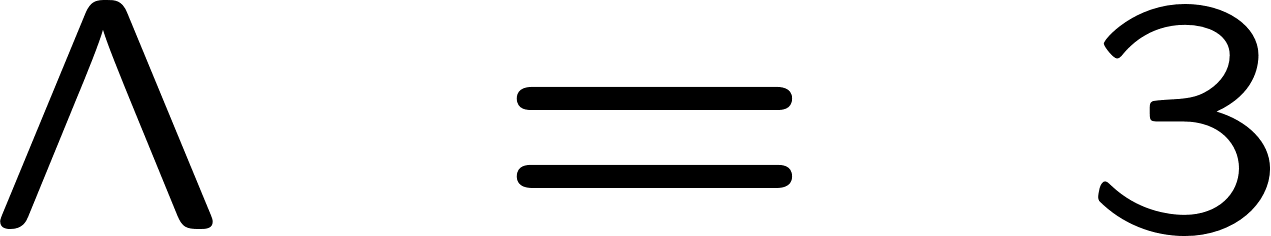 Λ = 3